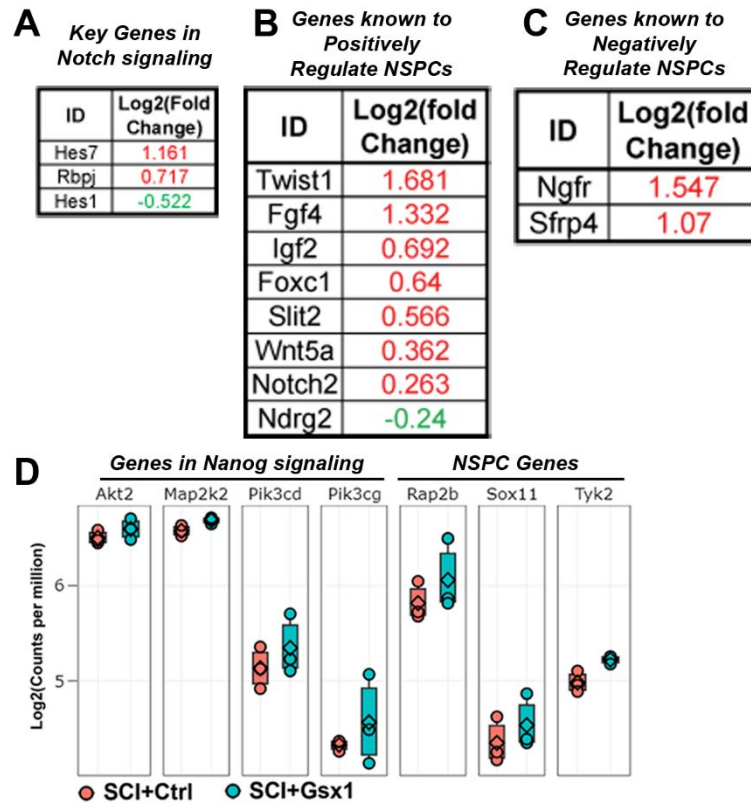 A
Key Genes in
Notch signaling
ID Log2(Fold
Change)
Hes7 1.161
Rbpj 0.717
Hes1 -0.522
B
Genes known to
Positively
Regulate NSPCs
ID Log2(fold
Change)
Twist1 1.681
Fgf4 1.332
Igf2 0.692
Foxc1 0.64
Slit2 0.566
Wnt5a 0.362
Notch2 0.263
Ndrg2 -0.24
C
Genes known to
Negatively
Regulate NSPCs
ID Log2(fold
Change)
Ngfr 1.547
Sfrp4 1.07
D
Genes in Nanog signaling NSPC Genes
Akt2 Map2k2 Pik3cd Pik3cg Rap2b Sox11 Tyk2
Log2(Counts per million)
6
5
SCI+Ctrl SCI+Gsx1